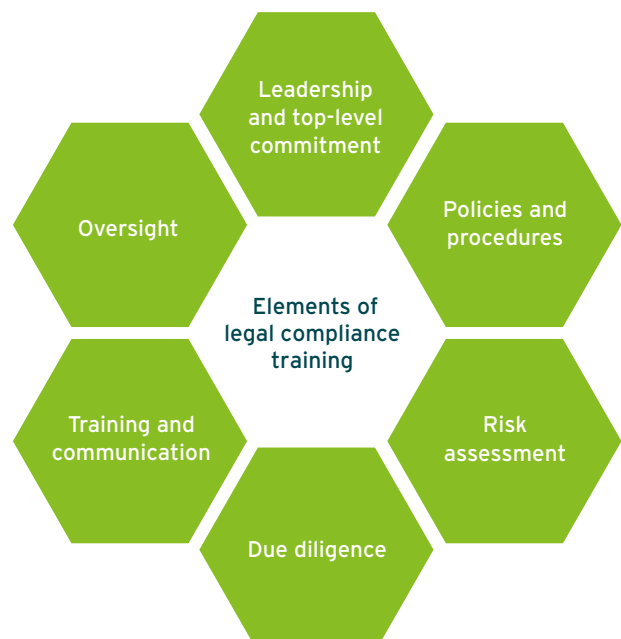 Leadership
and top-level
commitment
Policies and
procedures
Oversight
Elements of
legal compliance
training
Training and
communication
Risk
assessment
Due diligence